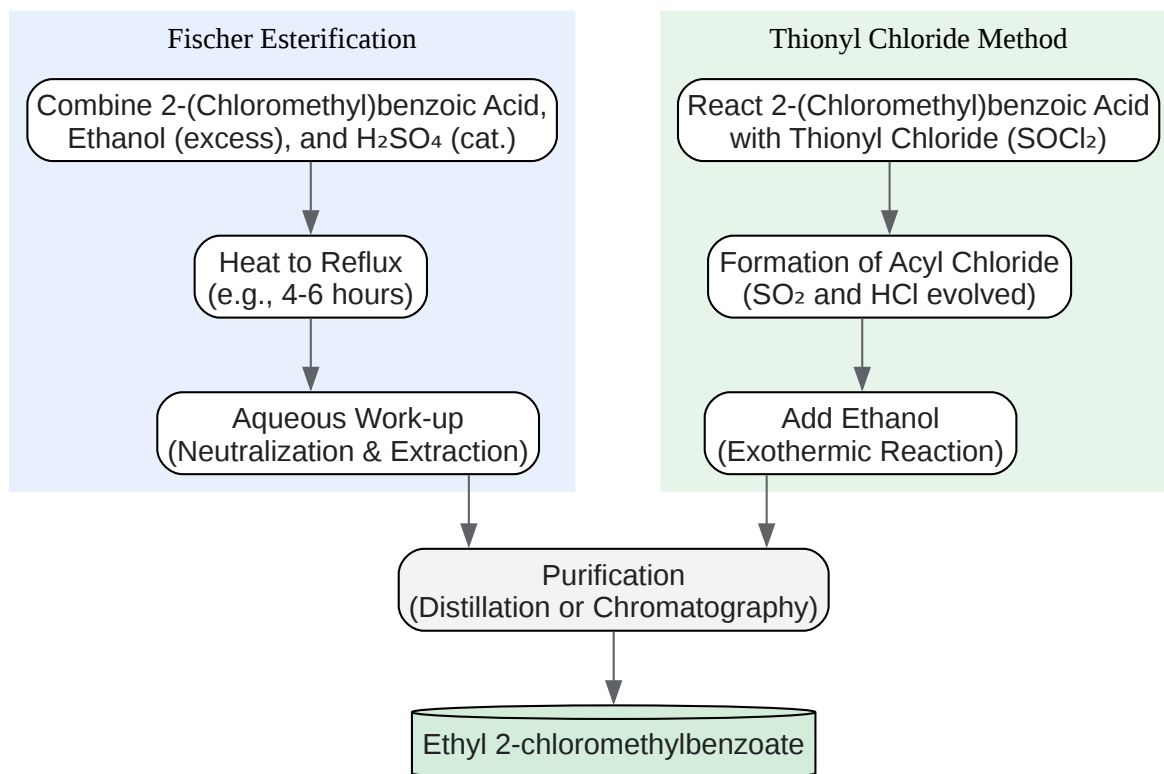 Fischer Esterification
Combine 2-(Chloromethyl)benzoic Acid,
Ethanol (excess), and H₂SO₄ (cat.)
Heat to Reflux
(e.g., 4-6 hours)
Aqueous Work-up
(Neutralization & Extraction)
Thionyl Chloride Method
React 2-(Chloromethyl)benzoic Acid
with Thionyl Chloride (SOCl₂)
Formation of Acyl Chloride
(SO₂ and HCl evolved)
Add Ethanol
(Exothermic Reaction)
Purification
(Distillation or Chromatography)
Ethyl 2-chloromethylbenzoate